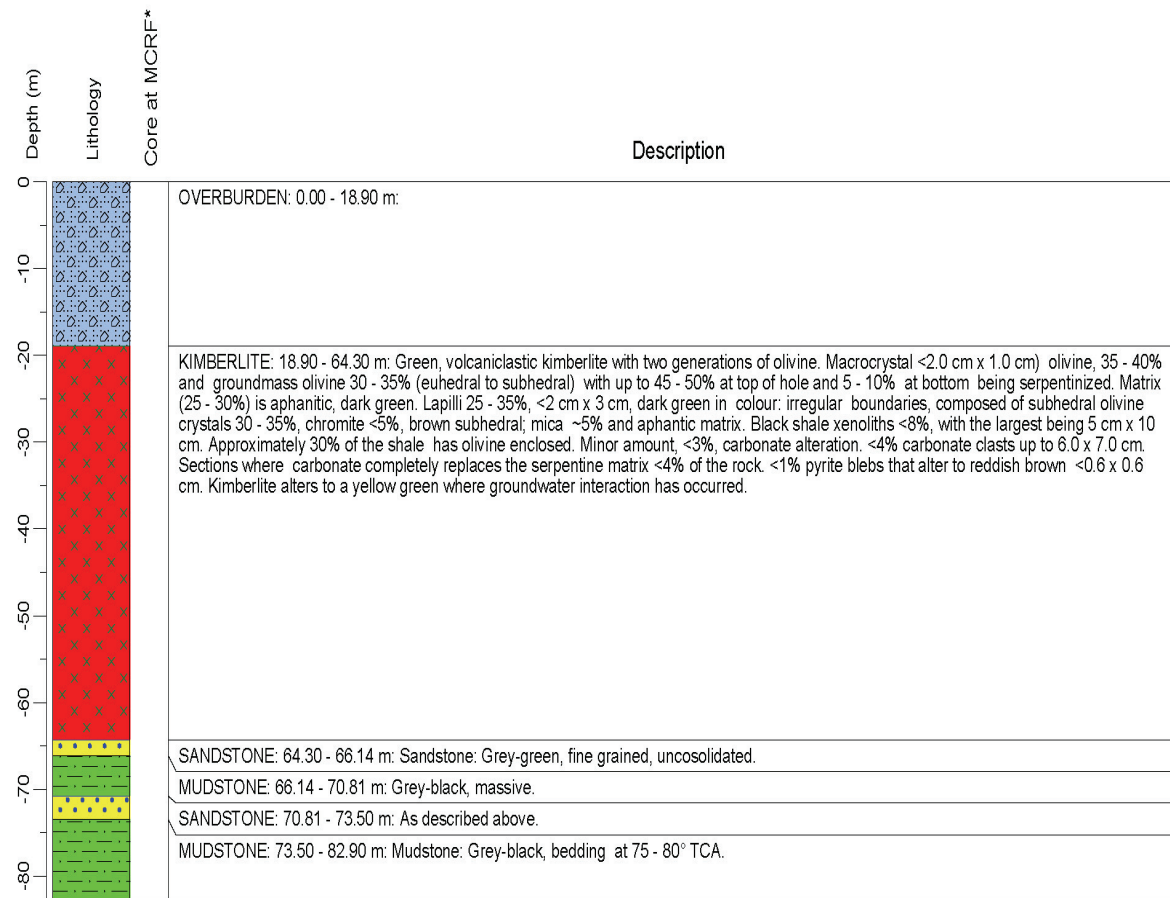 Depth (m)
Lithology
Core at MCRF*
Description
0
-10
-20
-30
-40
-50
-60
-70
-80
OVERBURDEN: 0.00 - 18.90 m:
KIMBERLITE: 18.90 - 64.30 m: Green, volcaniclastic kimberlite with two generations of olivine. Macrocrystal <2.0 cm x 1.0 cm) olivine, 35 - 40%
and groundmass olivine 30 - 35% (euhedral to subhedral) with up to 45 - 50% at top of hole and 5 - 10% at bottom being serpentinized. Matrix
(25 - 30%) is aphanitic, dark green. Lapilli 25 - 35%, <2 cm x 3 cm, dark green in colour: irregular boundaries, composed of subhedral olivine
crystals 30 - 35%, chromite <5%, brown subhedral; mica ~5% and aphantic matrix. Black shale xenoliths <8%, with the largest being 5 cm x 10
cm. Approximately 30% of the shale has olivine enclosed. Minor amount, <3%, carbonate alteration. <4% carbonate clasts up to 6.0 x 7.0 cm.
Sections where carbonate completely replaces the serpentine matrix <4% of the rock. <1% pyrite blebs that alter to reddish brown <0.6 x 0.6
cm. Kimberlite alters to a yellow green where groundwater interaction has occurred.
SANDSTONE: 64.30 - 66.14 m: Sandstone: Grey-green, fine grained, uncosolidated.
MUDSTONE: 66.14 - 70.81 m: Grey-black, massive.
SANDSTONE: 70.81 - 73.50 m: As described above.
MUDSTONE: 73.50 - 82.90 m: Mudstone: Grey-black, bedding at 75 - 80° TCA.